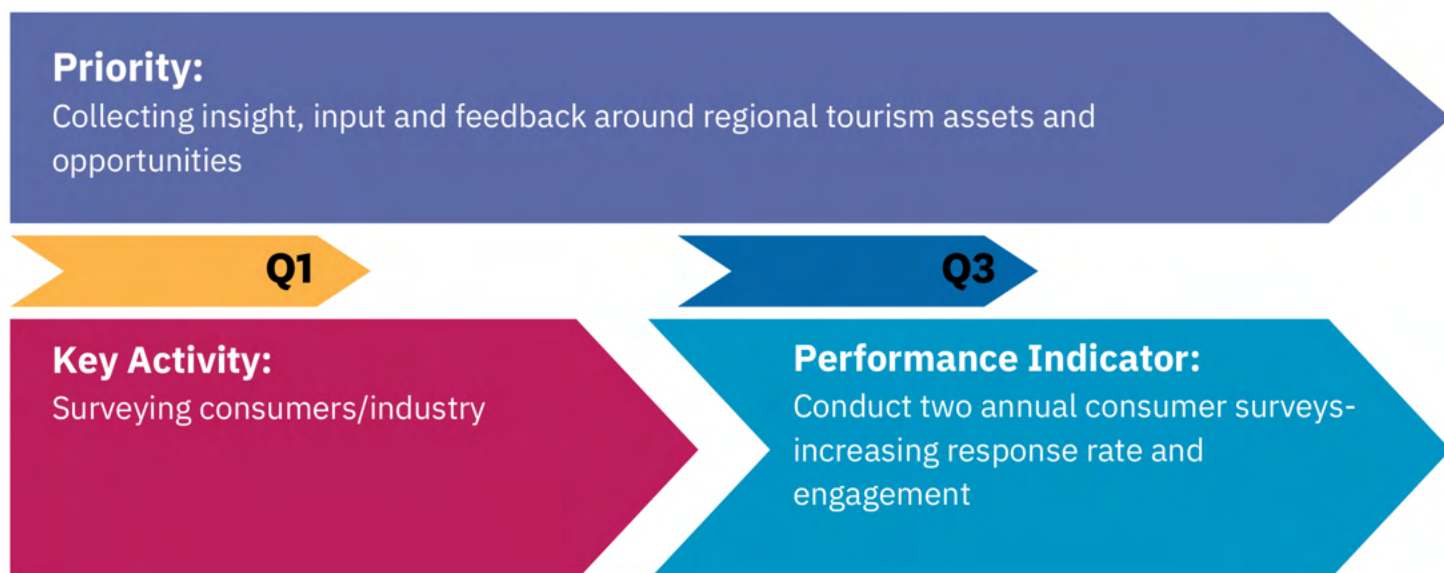 Priority:
Collecting insight, input and feedback around regional tourism assets and
opportunities
Q1
Q3
Key Activity:
Surveying consumers/industry
Performance Indicator:
Conduct two annual consumer surveys-
increasing response rate and
engagement